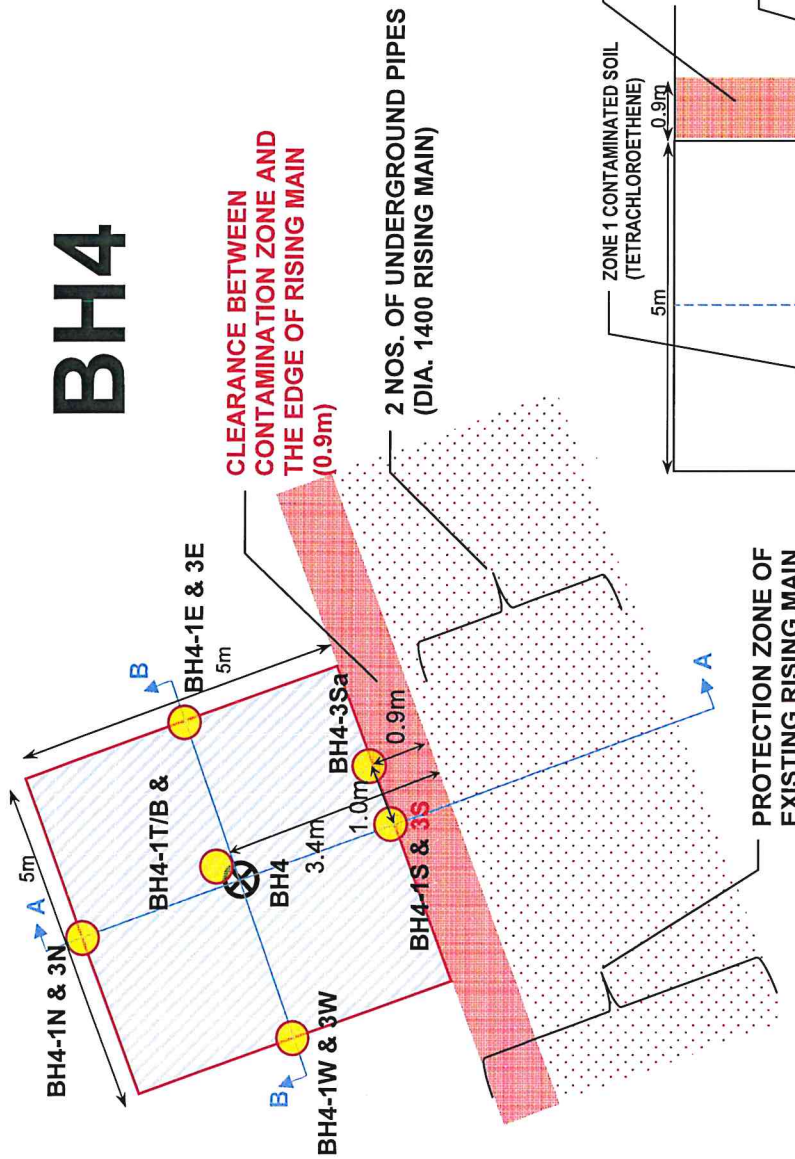 BH4
BH4-1N & 3N
A
5m
BH4-1T/B &
B
BH4-1E & 3E
5m
BH4
BH4-1W & 3W
B
3.4m
1.0m
BH4-3Sa
0.9m
BH4-1S & 3S
A
CLEARANCE BETWEEN
CONTAMINATION ZONE AND
THE EDGE OF RISING MAIN
(0.9m)
2 NOS. OF UNDERGROUND PIPES
(DIA. 1400 RISING MAIN)
PROTECTION ZONE OF
EXISTING RISING MAIN
ZONE 1 CONTAMINATED SOIL
(TETRACHLOROETHENE)
5m
0.9m